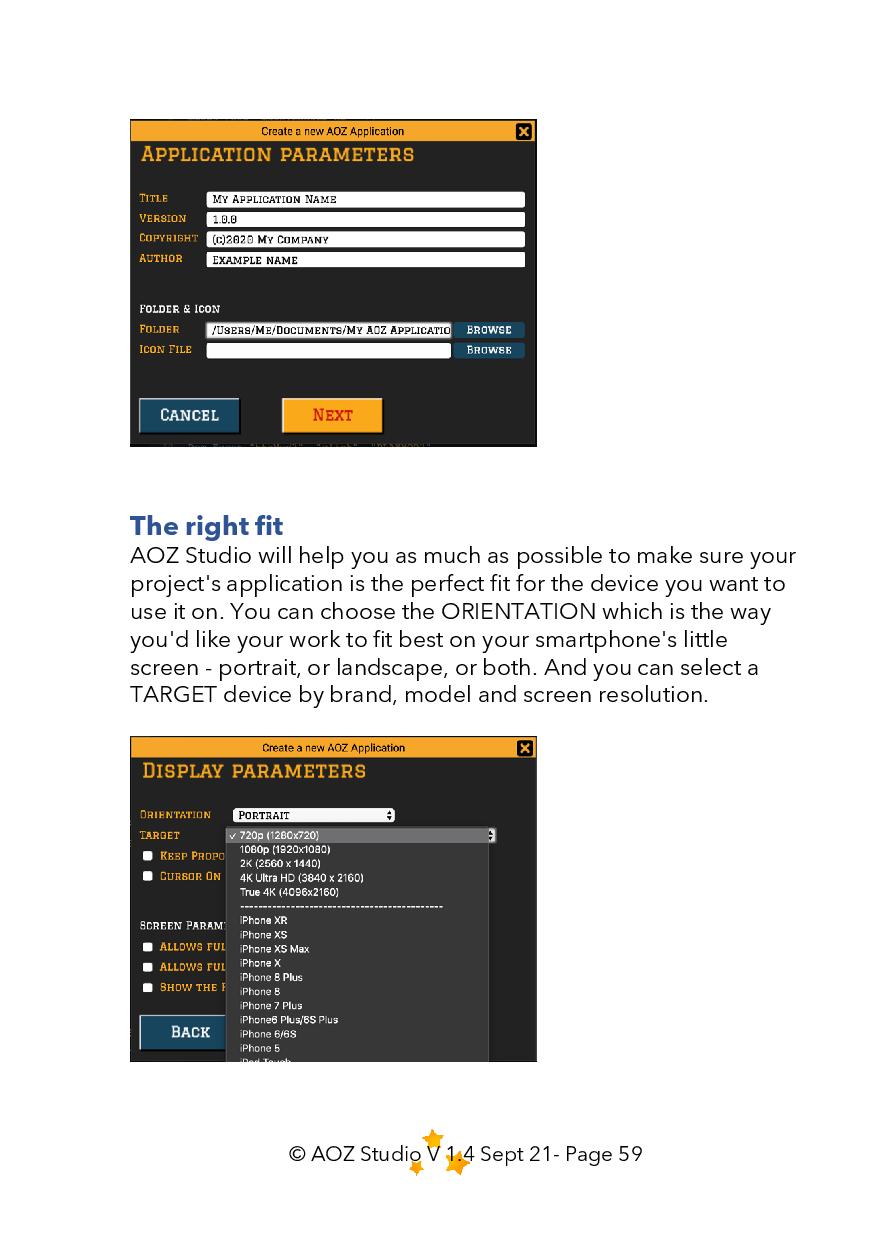 Create a new AOZ Application
Application parameters
Title My Application Name
Version 1.0.0
Copyright (c)2020 My Company
Author Example name
Folder & Icon
Folder /Users/Me/Documents/My AOZ Applicatio Browse
Icon File Browse
Cancel Next
The right fit
AOZ Studio will help you as much as possible to make sure your
project's application is the perfect fit for the device you want to
use it on. You can choose the ORIENTATION which is the way
you'd like your work to fit best on your smartphone's little
screen - portrait, or landscape, or both. And you can select a
TARGET device by brand, model and screen resolution.
Create a new AOZ Application
Display parameters
Orientation Portrait
Target ✓ 720p (1280x720)
Keep Propo 1080p (1920x1080)
2K (2560 x 1440)
Cursor On 4K Ultra HD (3840 x 2160)
True 4K (4096x2160)
--------------------------------------------
Screen Param iPhone XR
iPhone XS
Allows ful iPhone XS Max
Allows ful iPhone X
iPhone 8 Plus
Show the iPhone 8
iPhone 7 Plus
iPhone6 Plus/6S Plus
Back iPhone 6/6S
iPhone 5
© AOZ Studio V 1.4 Sept 21- Page 59